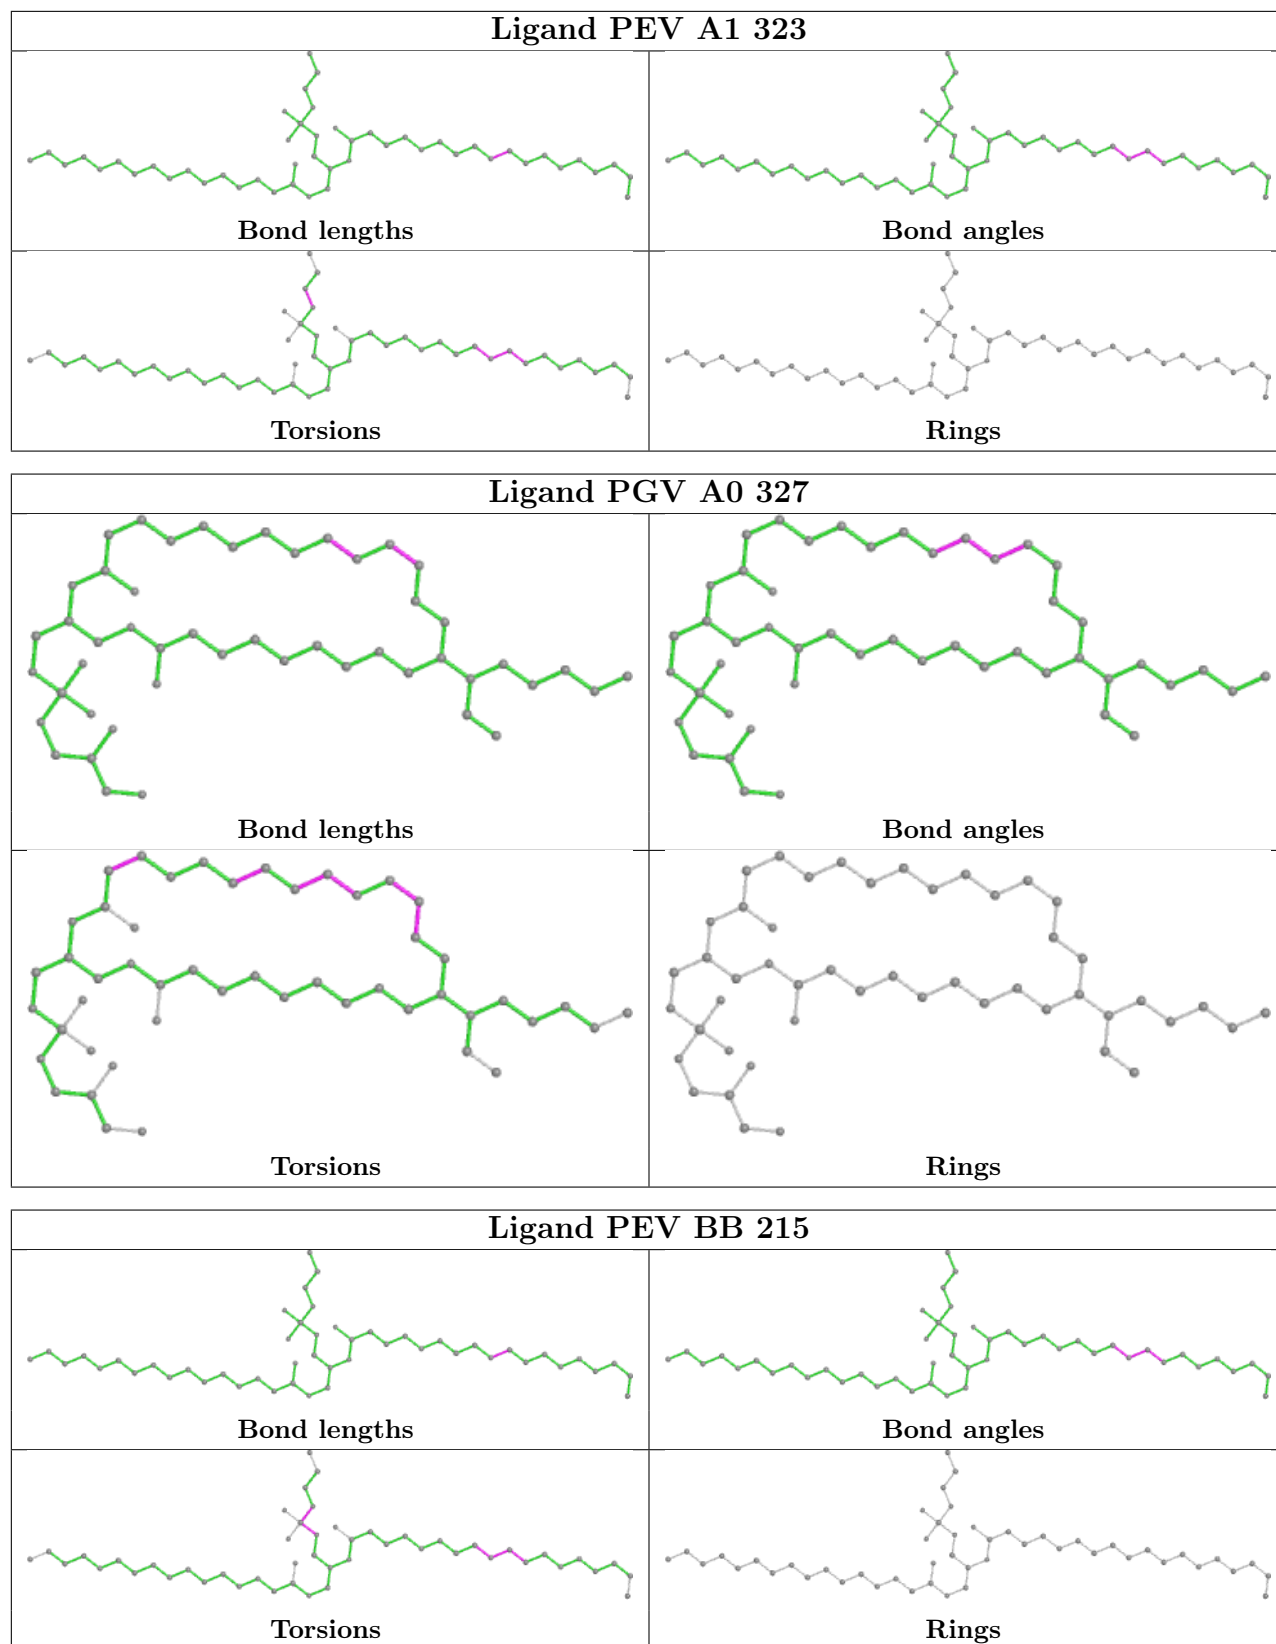 Ligand PEV A1 323
Bond lengths
Bond angles
Torsions
Rings
Ligand PGV A0 327
Bond lengths
Bond angles
Torsions
Rings
Ligand PEV BB 215
Bond lengths
Bond angles
Torsions
Rings